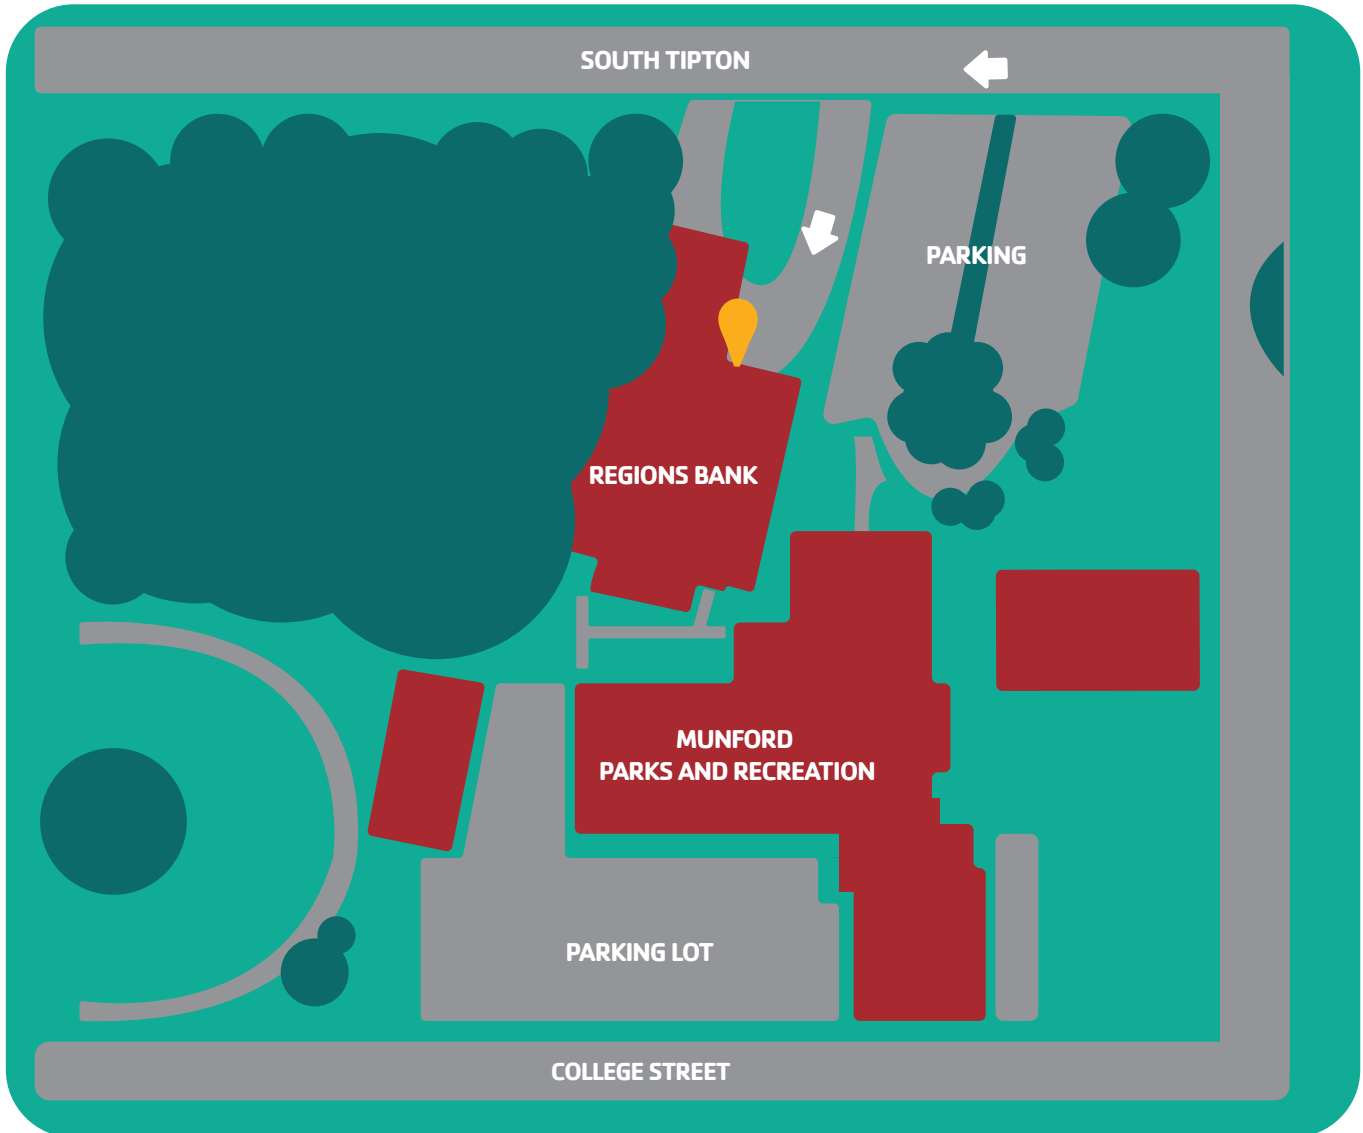 SOUTH TIPTON
PARKING
REGIONS BANK
MUNFORD
PARKS AND RECREATION
PARKING LOT
COLLEGE STREET